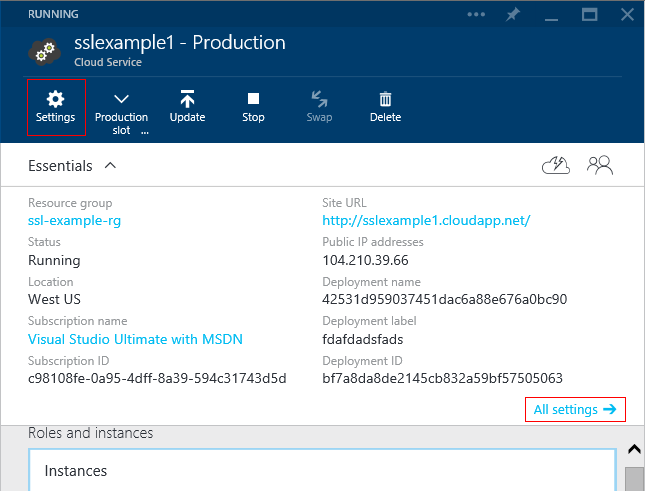 RUNNING
sslexample1 - Production
Cloud Service
Settings
Production slot ...
Update
Stop
Swap
Delete
Essentials
Resource group
ssl-example-rg
Site URL
http://sslexample1.cloudapp.net/
Status
Running
Public IP addresses
104.210.39.66
Location
West US
Deployment name
42531d959037451dac6a88e676a0bc90
Subscription name
Visual Studio Ultimate with MSDN
Deployment label
fdafdadsfads
Subscription ID
c98108fe-0a95-4dff-8a39-594c31743d5d
Deployment ID
bf7a8da8de2145cb832a59bf57505063
All settings →
Roles and instances
Instances